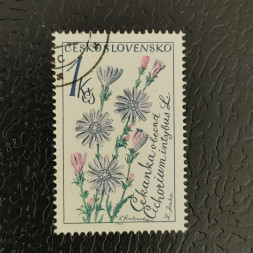 ČESKOSLOVENSKO
1 Kčs
Čekanka obecná
Cichorium intybus L.